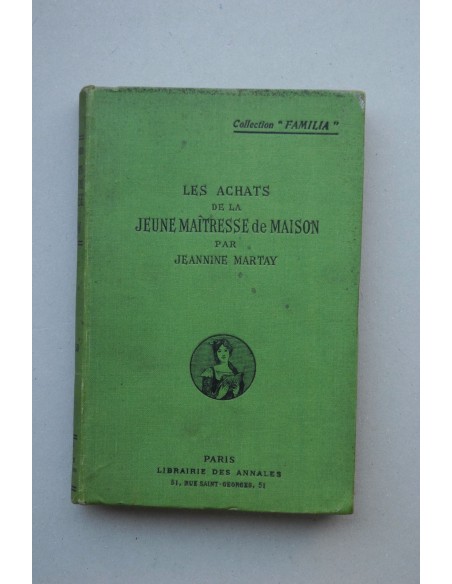 Collection "FAMILIA"
LES ACHATS
DE LA
JEUNE MAÎTRESSE de MAISON
PAR
JEANNINE MARTAY
PARIS
LIBRAIRIE DES ANNALES
51, RUE SAINT-GEORGES, 51